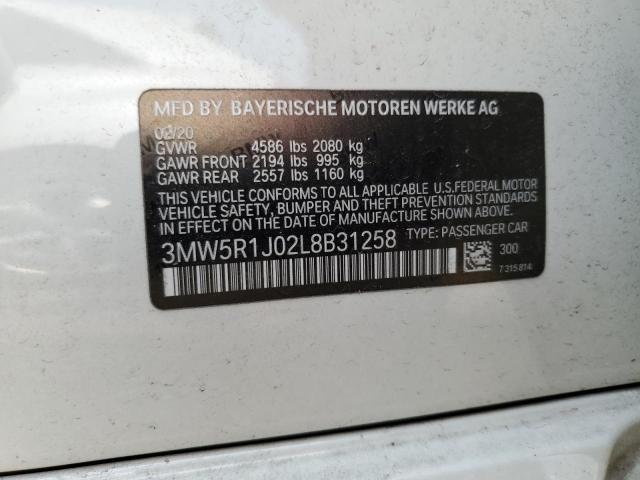 MFD BY BAYERISCHE MOTOREN WERKE AG
02/20
GVWR 4586 lbs 2080 kg
GAWR FRONT 2194 lbs 995 kg
GAWR REAR 2557 lbs 1160 kg
THIS VEHICLE CONFORMS TO ALL APPLICABLE U.S.FEDERAL MOTOR
VEHICLE SAFETY, BUMPER AND THEFT PREVENTION STANDARDS
IN EFFECT ON THE DATE OF MANUFACTURE SHOWN ABOVE.
3MW5R1J02L8B31258 TYPE: PASSENGER CAR
300
7 315 814